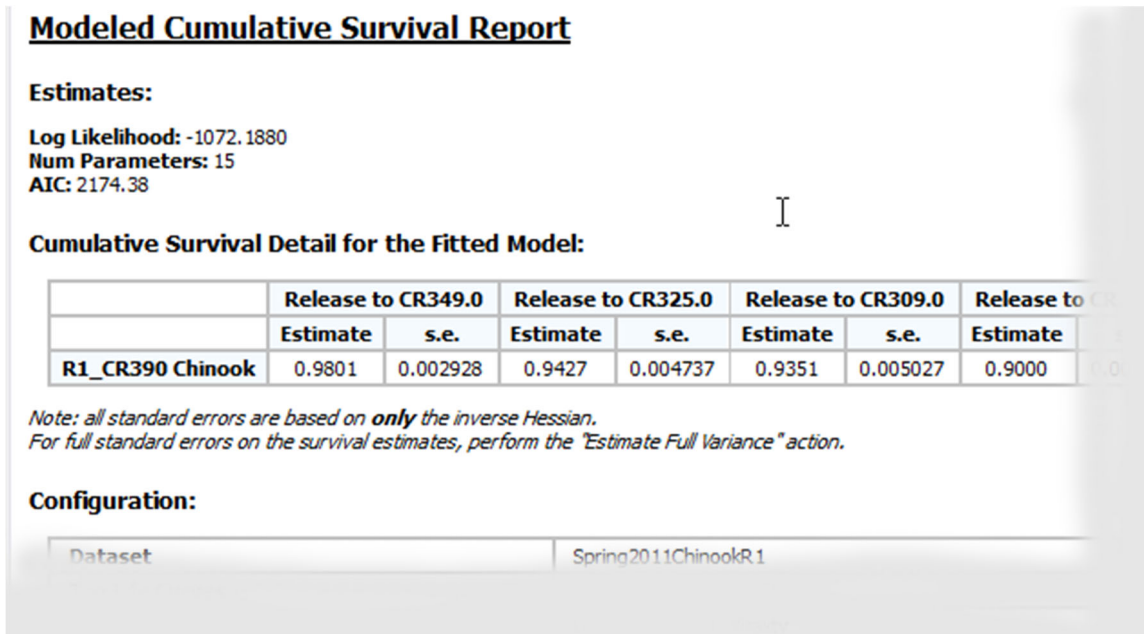 Modeled Cumulative Survival Report
Estimates:
Log Likelihood: -1072.1880
Num Parameters: 15
AIC: 2174.38
Cumulative Survival Detail for the Fitted Model:
Release to CR349.0 Release to CR325.0 Release to CR309.0 Release to
Estimate s.e. Estimate s.e. Estimate s.e. Estimate
R1_CR390 Chinook 0.9801 0.002928 0.9427 0.004737 0.9351 0.005027 0.9000
Note: all standard errors are based on only the inverse Hessian.
For full standard errors on the survival estimates, perform the "Estimate Full Variance" action.
Configuration:
Dataset Spring2011ChinookR1